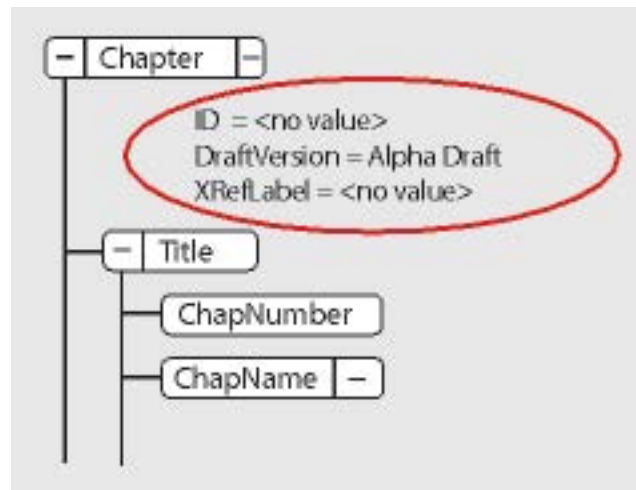 Chapter
ID = <no value>
DraftVersion = Alpha Draft
XRefLabel = <no value>
Title
ChapNumber
ChapName